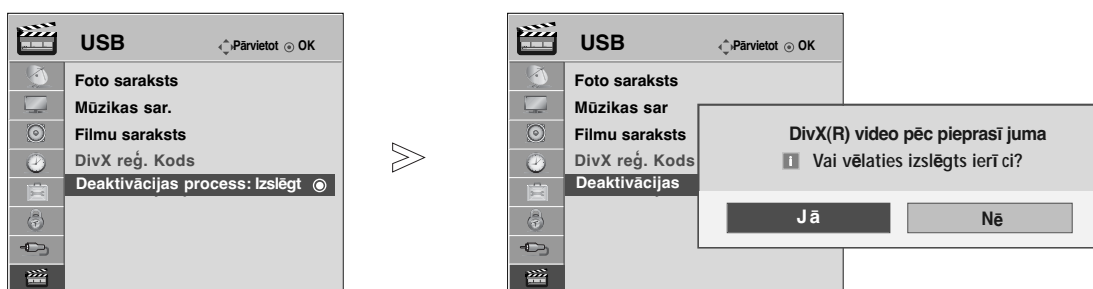 USB Pārvietot OK
Foto saraksts
Mūzikas sar.
Filmu saraksts
DivX reģ. Kods
Deaktivācijas process: Izslēgt
USB Pārvietot OK
Foto saraksts
Mūzikas sar
Filmu saraksts
DivX reģ. Kods
Deaktivācijas
DivX(R) video pēc pieprasī juma
i Vai vēlaties izslēgts ierī ci?
Jā Nē